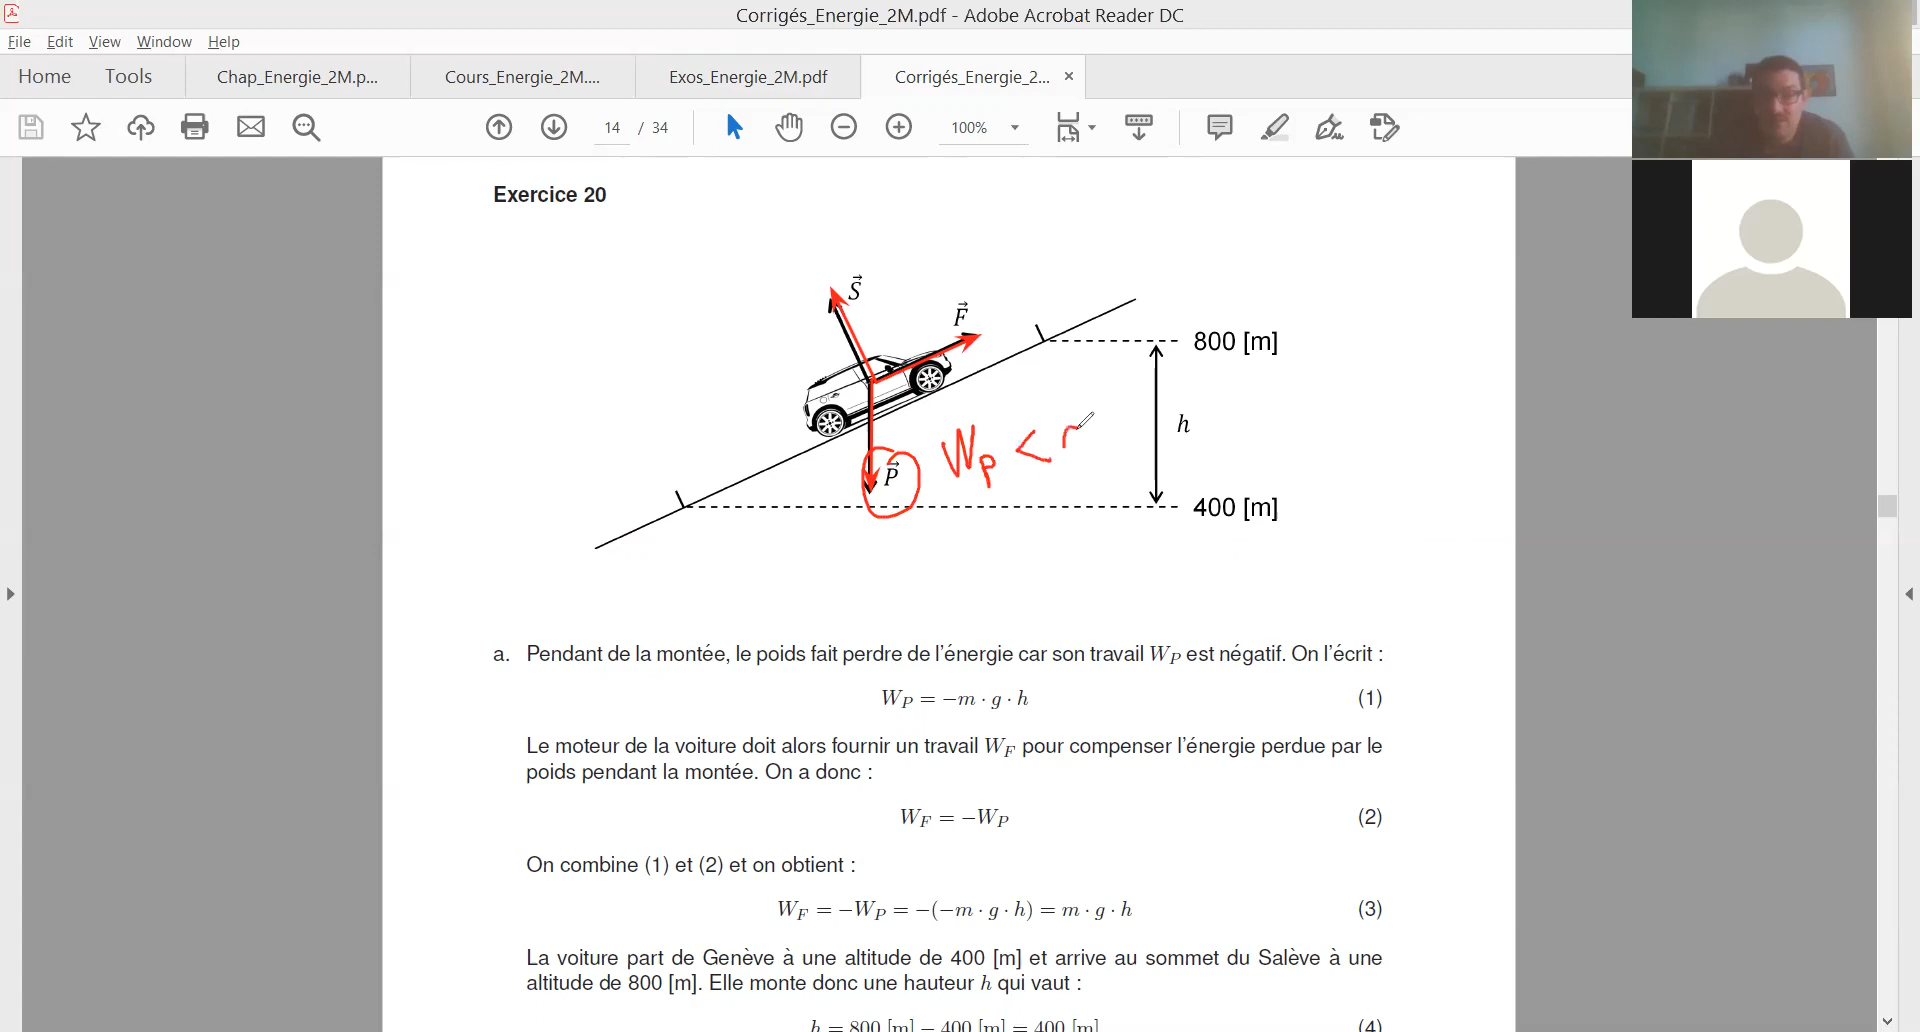 Corrigés_Energie_2M.pdf - Adobe Acrobat Reader DC
File Edit View Window Help
Home Tools Chap_Energie_2M.p... Cours_Energie_2M.... Exos_Energie_2M.pdf Corrigés_Energie_2... ×
14 / 34 100%
Exercice 20
S⃗
F⃗
800 [m]
h
W_P <
P⃗
400 [m]
a. Pendant de la montée, le poids fait perdre de l'énergie car son travail W_P est négatif. On l'écrit :
W_P = −m · g · h (1)
Le moteur de la voiture doit alors fournir un travail W_F pour compenser l'énergie perdue par le
poids pendant la montée. On a donc :
W_F = −W_P (2)
On combine (1) et (2) et on obtient :
W_F = −W_P = −(−m · g · h) = m · g · h (3)
La voiture part de Genève à une altitude de 400 [m] et arrive au sommet du Salève à une
altitude de 800 [m]. Elle monte donc une hauteur h qui vaut :
h = 800 [m] − 400 [m] = 400 [m] (4)